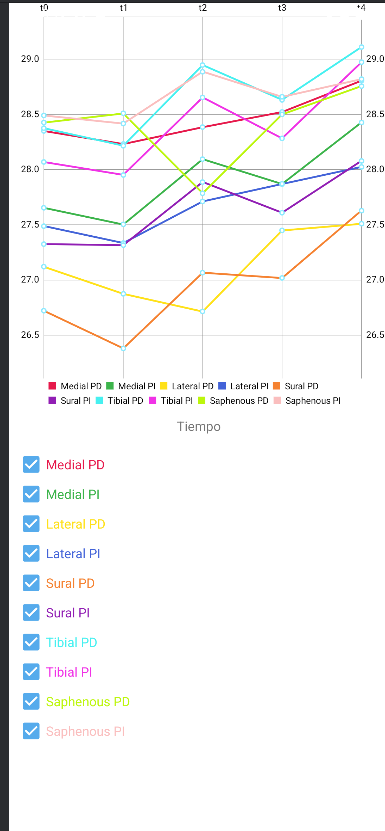 t0 t1 t2 t3 *4
29.0 29.0
28.5 28.5
28.0 28.0
27.5 27.5
27.0 27.0
26.5 26.5
Medial PD Medial PI Lateral PD Lateral PI Sural PD
Sural PI Tibial PD Tibial PI Saphenous PD Saphenous PI
Tiempo
Medial PD
Medial PI
Lateral PD
Lateral PI
Sural PD
Sural PI
Tibial PD
Tibial PI
Saphenous PD
Saphenous PI